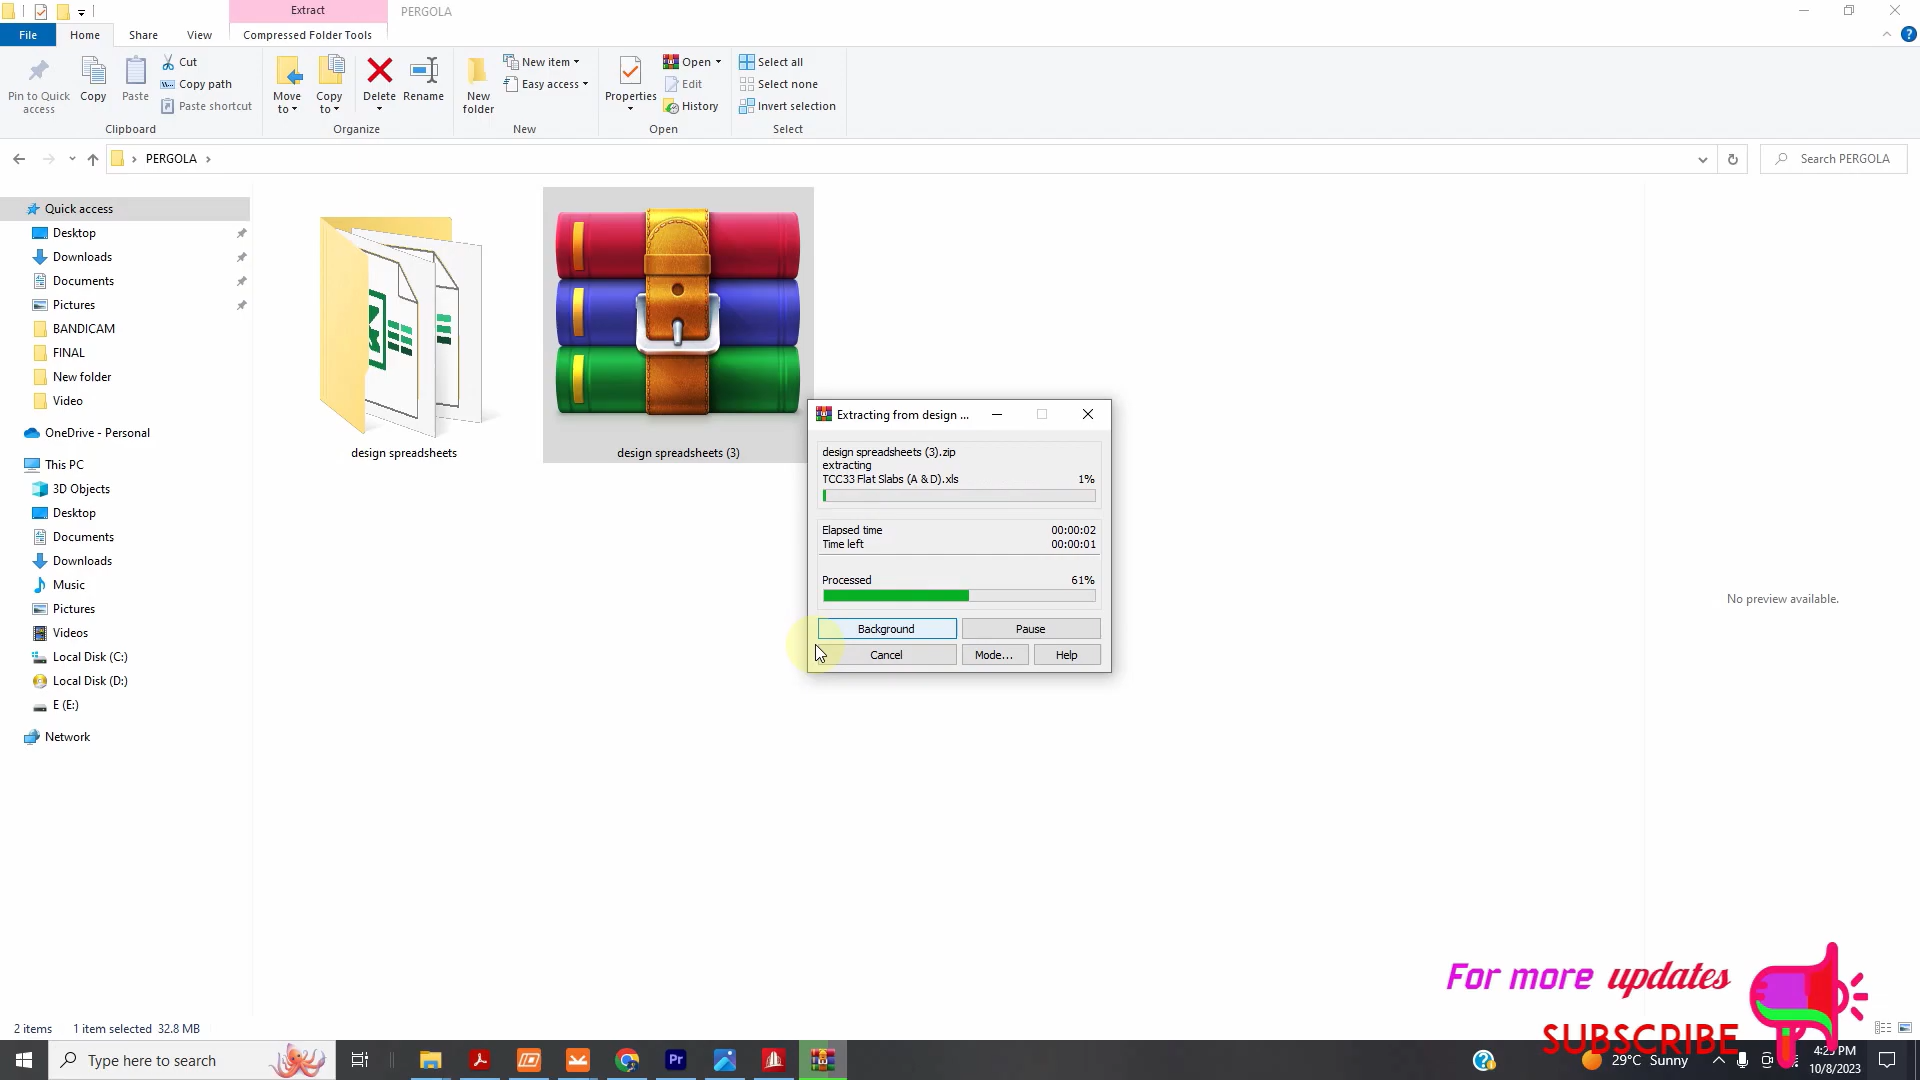 Extract
PERGOLA
File
Home
Share
View
Compressed Folder Tools
Pin to Quick access
Copy
Paste
Cut
Copy path
Paste shortcut
Clipboard
Move to
Copy to
Delete
Rename
Organize
New folder
New item
Easy access
New
Properties
Open
Edit
History
Open
Select all
Select none
Invert selection
Select
PERGOLA
Search PERGOLA
Quick access
Desktop
Downloads
Documents
Pictures
BANDICAM
FINAL
New folder
Video
OneDrive - Personal
This PC
3D Objects
Desktop
Documents
Downloads
Music
Pictures
Videos
Local Disk (C:)
Local Disk (D:)
E (E:)
Network
design spreadsheets
design spreadsheets (3)
Extracting from design ...
design spreadsheets (3).zip
extracting
TCC33 Flat Slabs (A & D).xls 1%
Elapsed time 00:00:02
Time left 00:00:01
Processed 61%
Background
Pause
Cancel
Mode...
Help
No preview available.
For more updates
SUBSCRIBE
2 items
1 item selected 32.8 MB
Type here to search
Pr
29°C Sunny
PM
10/8/2023